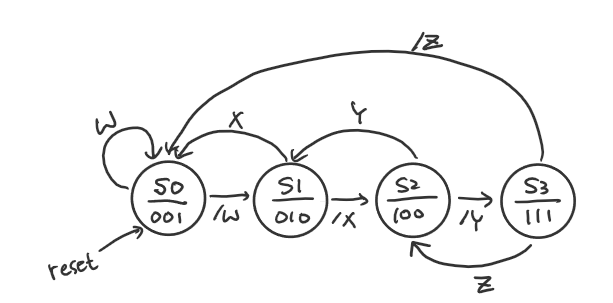 /Z
W
X
Y
S0
001
S1
010
S2
100
S3
111
/W
/X
/Y
reset
Z